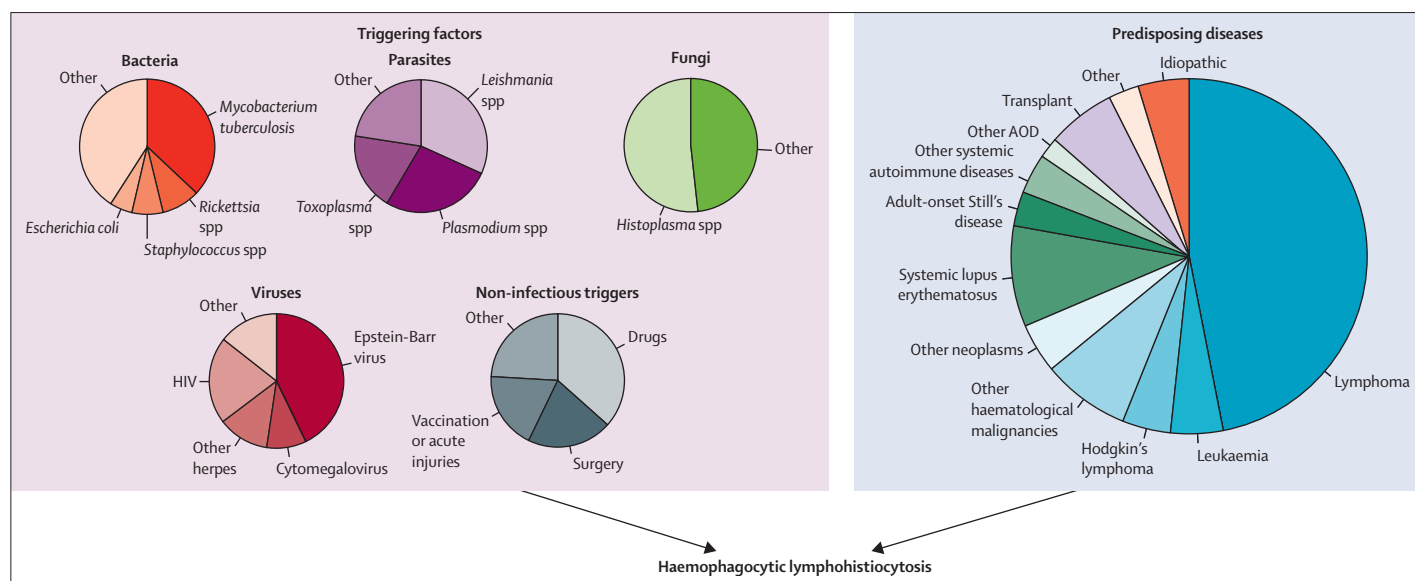 Triggering factors
Bacteria
Other
Mycobacterium
tuberculosis
Rickettsia
spp
Staphylococcus spp
Escherichia coli
Parasites
Other
Leishmania
spp
Toxoplasma
spp
Plasmodium spp
Fungi
Other
Histoplasma spp
Viruses
Other
Epstein-Barr
virus
HIV
Other
herpes
Cytomegalovirus
Non-infectious triggers
Other
Drugs
Vaccination
or acute
injuries
Surgery
Predisposing diseases
Idiopathic
Other
Transplant
Other AOD
Other systemic
autoimmune diseases
Adult-onset Still's
disease
Systemic lupus
erythematosus
Other neoplasms
Other
haematological
malignancies
Hodgkin's
lymphoma
Leukaemia
Lymphoma
Haemophagocytic lymphohistiocytosis